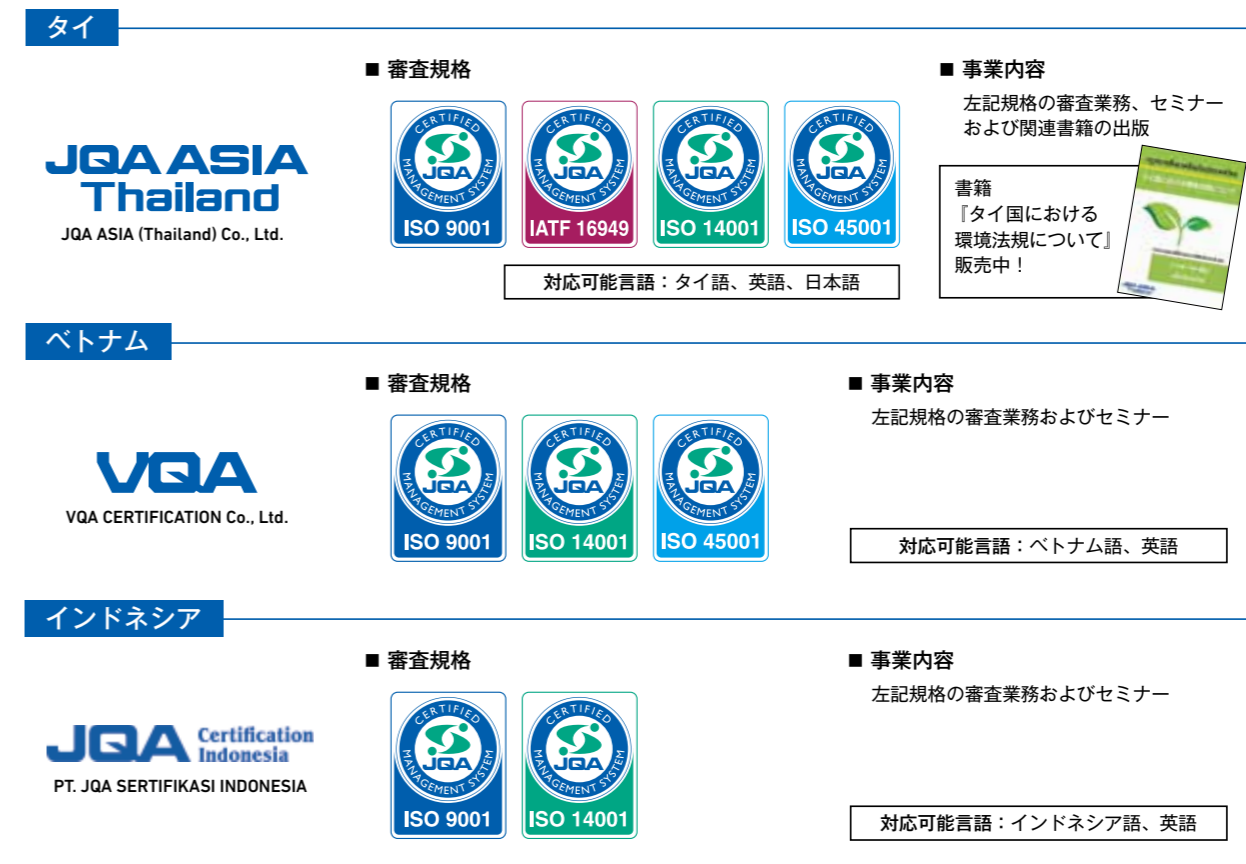 タイ
JQA ASIA
Thailand
JQA ASIA (Thailand) Co., Ltd.
■ 審査規格
CERTIFIED
MANAGEMENT SYSTEM
JQA
ISO 9001
CERTIFIED
MANAGEMENT SYSTEM
JQA
IATF 16949
CERTIFIED
MANAGEMENT SYSTEM
JQA
ISO 14001
CERTIFIED
MANAGEMENT SYSTEM
JQA
ISO 45001
対応可能言語：タイ語、英語、日本語
■ 事業内容
左記規格の審査業務、セミナー
および関連書籍の出版
書籍
『タイ国における
環境法規について』
販売中！
ベトナム
VQA
VQA CERTIFICATION Co., Ltd.
■ 審査規格
CERTIFIED
MANAGEMENT SYSTEM
JQA
ISO 9001
CERTIFIED
MANAGEMENT SYSTEM
JQA
ISO 14001
CERTIFIED
MANAGEMENT SYSTEM
JQA
ISO 45001
■ 事業内容
左記規格の審査業務およびセミナー
対応可能言語：ベトナム語、英語
インドネシア
JQA Certification
Indonesia
PT. JQA SERTIFIKASI INDONESIA
■ 審査規格
CERTIFIED
MANAGEMENT SYSTEM
JQA
ISO 9001
CERTIFIED
MANAGEMENT SYSTEM
JQA
ISO 14001
■ 事業内容
左記規格の審査業務およびセミナー
対応可能言語：インドネシア語、英語